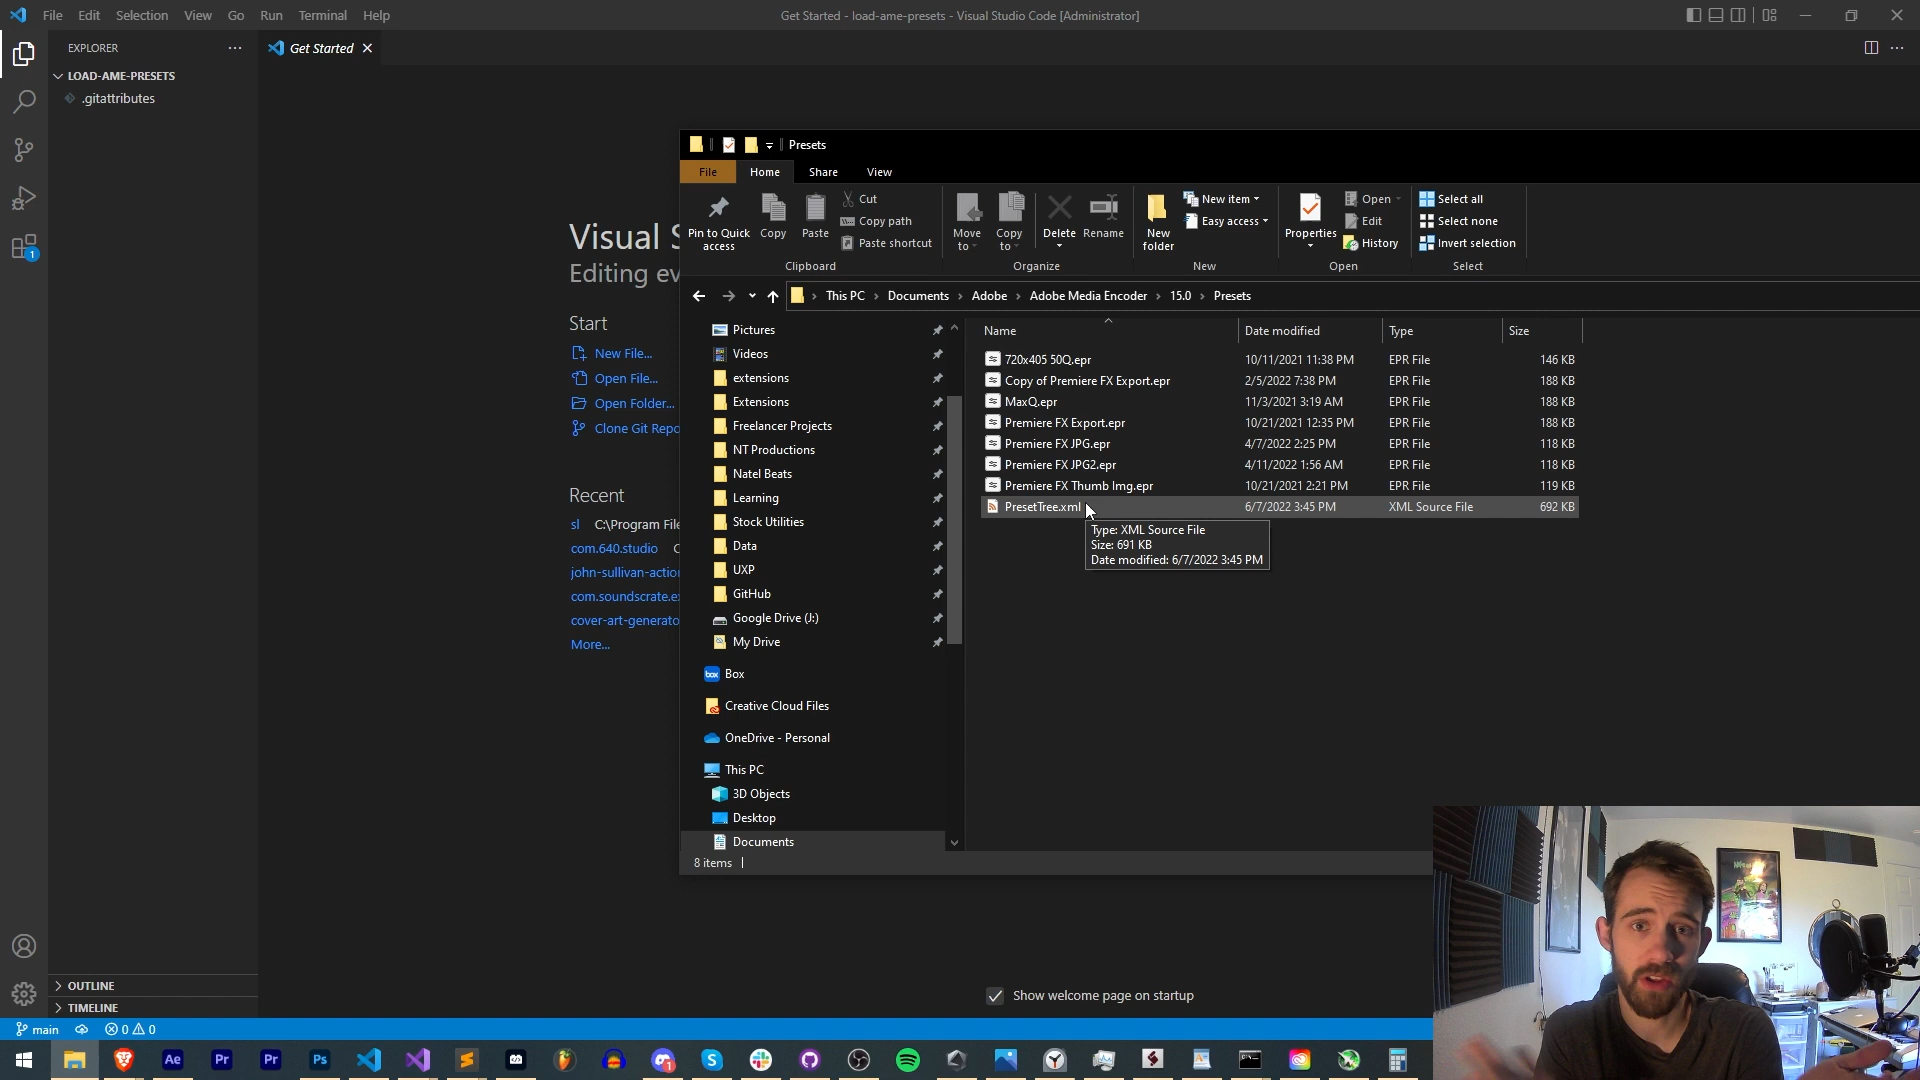 File Edit Selection View Go Run Terminal Help
Get Started - load-ame-presets - Visual Studio Code [Administrator]
EXPLORER
Get Started
LOAD-AME-PRESETS
.gitattributes
Visual S
Editing ev
Start
New File...
Open File...
Open Folder...
Clone Git Repo
Recent
sl C:\Program File
com.640.studio C
john-sullivan-action
com.soundscrate.ex
cover-art-generato
More...
Presets
File Home Share View
Pin to Quick access
Copy
Paste
Cut
Copy path
Paste shortcut
Clipboard
Move to
Copy to
Delete
Rename
Organize
New folder
New item
Easy access
New
Properties
Open
Edit
History
Open
Select all
Select none
Invert selection
Select
This PC > Documents > Adobe > Adobe Media Encoder > 15.0 > Presets
Pictures
Videos
extensions
Extensions
Freelancer Projects
NT Productions
Natel Beats
Learning
Stock Utilities
Data
UXP
GitHub
Google Drive (J:)
My Drive
Box
Creative Cloud Files
OneDrive - Personal
This PC
3D Objects
Desktop
Documents
Name Date modified Type Size
720x405 50Q.epr 10/11/2021 11:38 PM EPR File 146 KB
Copy of Premiere FX Export.epr 2/5/2022 7:38 PM EPR File 188 KB
MaxQ.epr 11/3/2021 3:19 AM EPR File 188 KB
Premiere FX Export.epr 10/21/2021 12:35 PM EPR File 188 KB
Premiere FX JPG.epr 4/7/2022 2:25 PM EPR File 118 KB
Premiere FX JPG2.epr 4/11/2022 1:56 AM EPR File 118 KB
Premiere FX Thumb Img.epr 10/21/2021 2:21 PM EPR File 119 KB
PresetTree.xml 6/7/2022 3:45 PM XML Source File 692 KB
Type: XML Source File
Size: 691 KB
Date modified: 6/7/2022 3:45 PM
8 items
Show welcome page on startup
OUTLINE
TIMELINE
main 0 0
Ae Pr Pr Ps